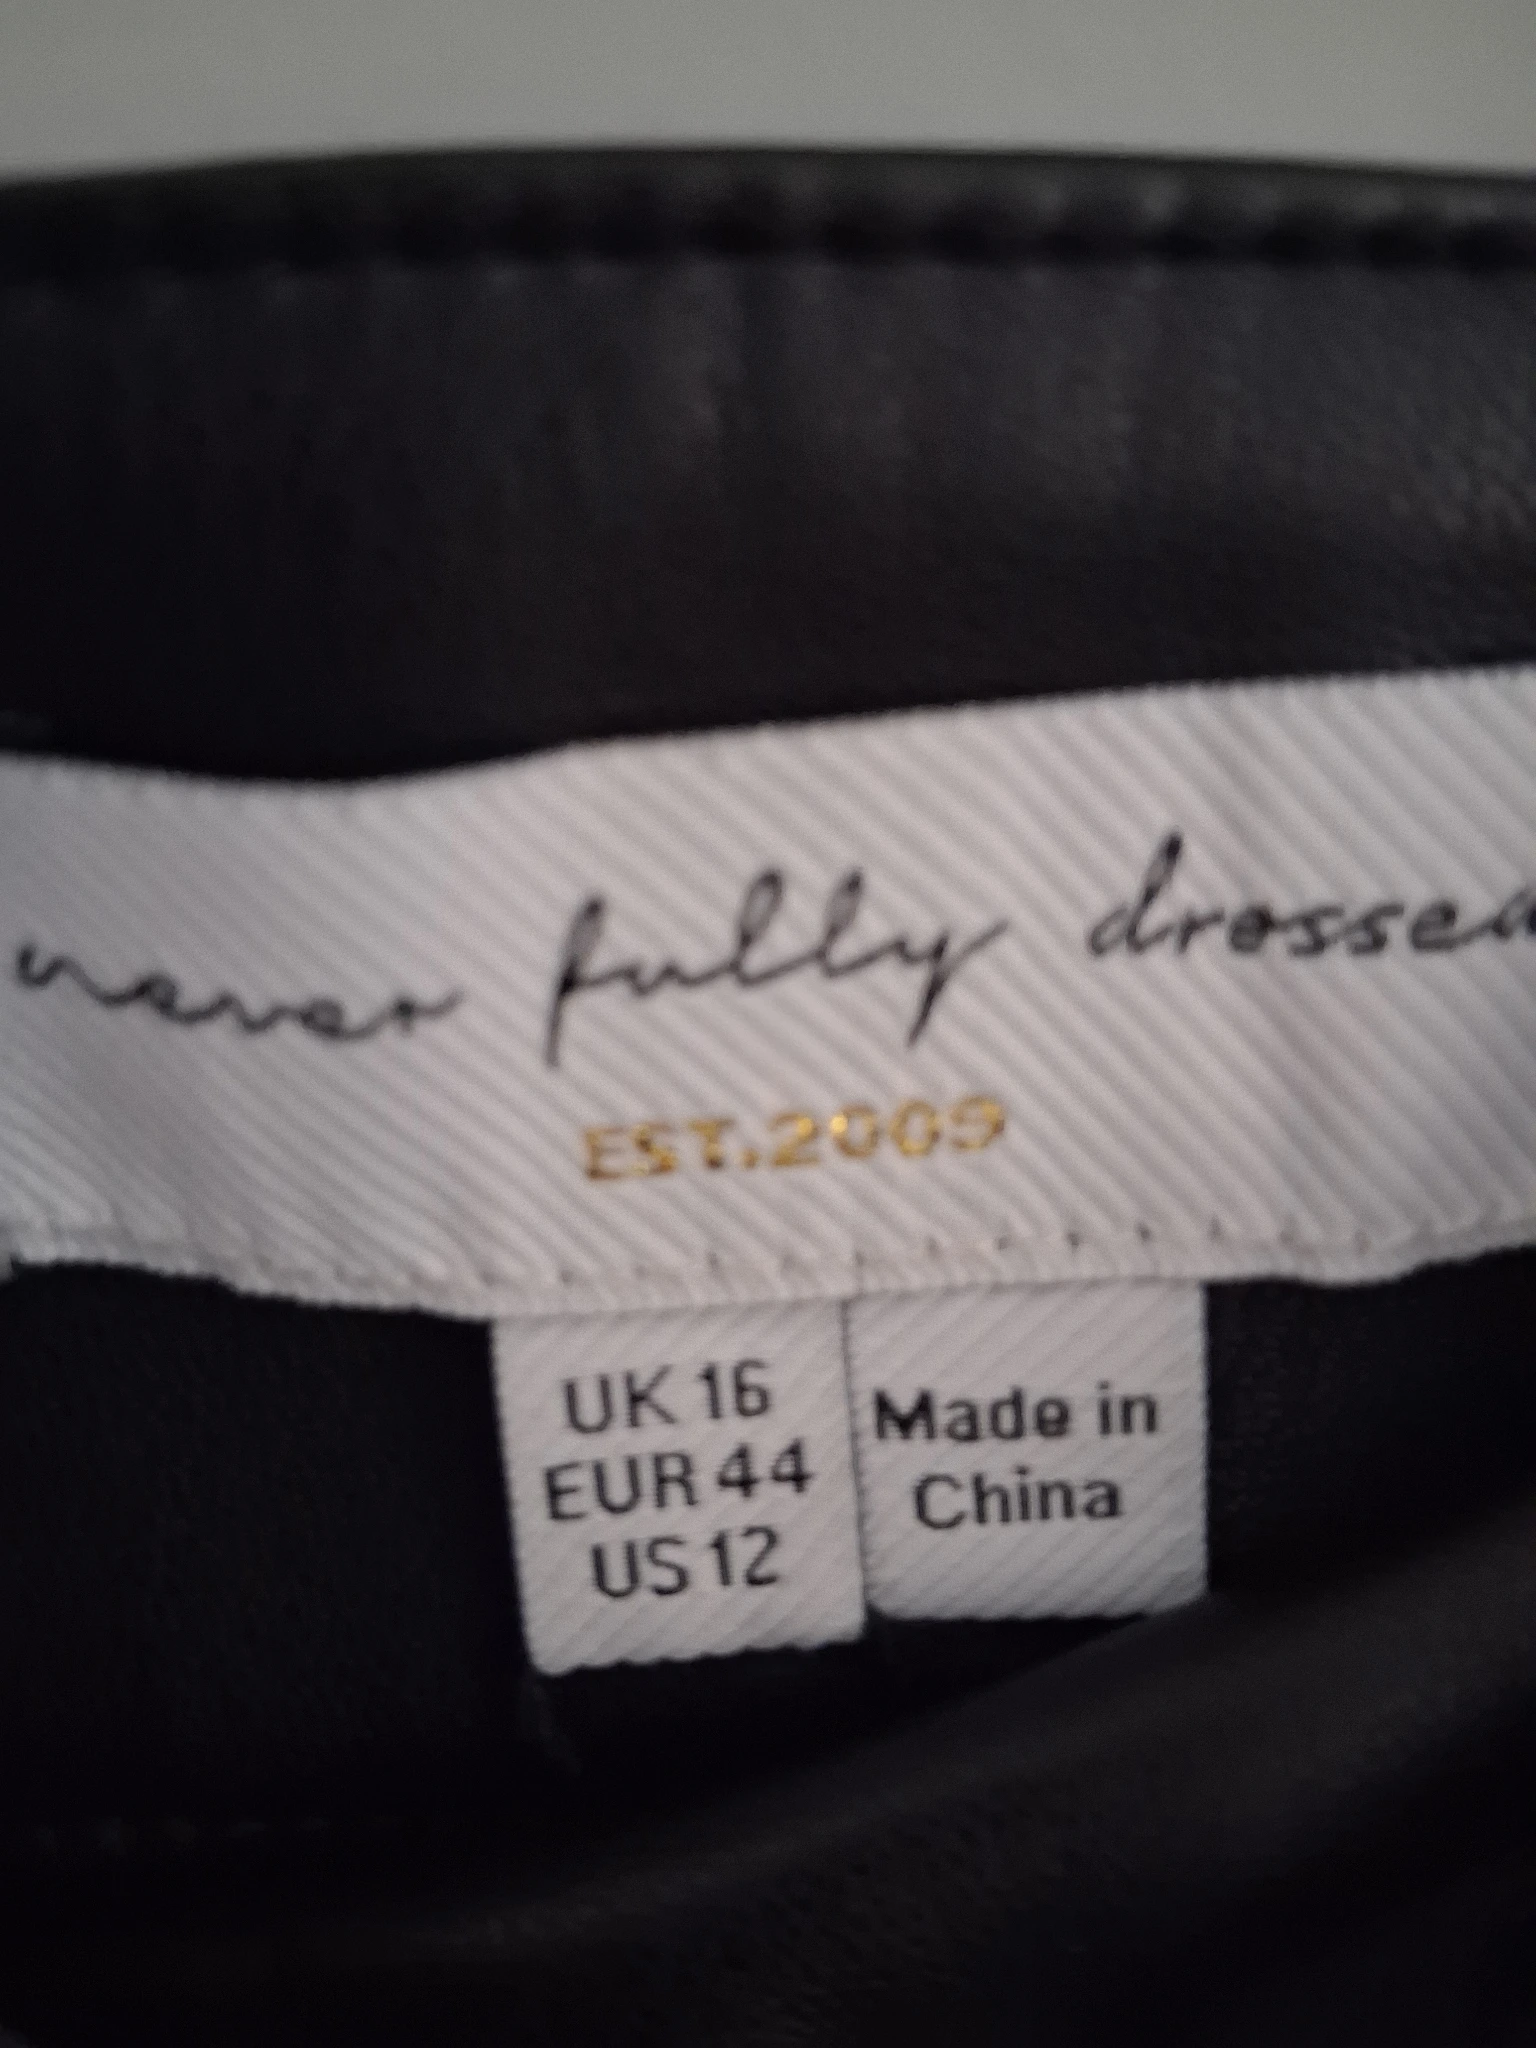 never fully dressed
EST.2009
UK 16
EUR 44
US 12
Made in
China